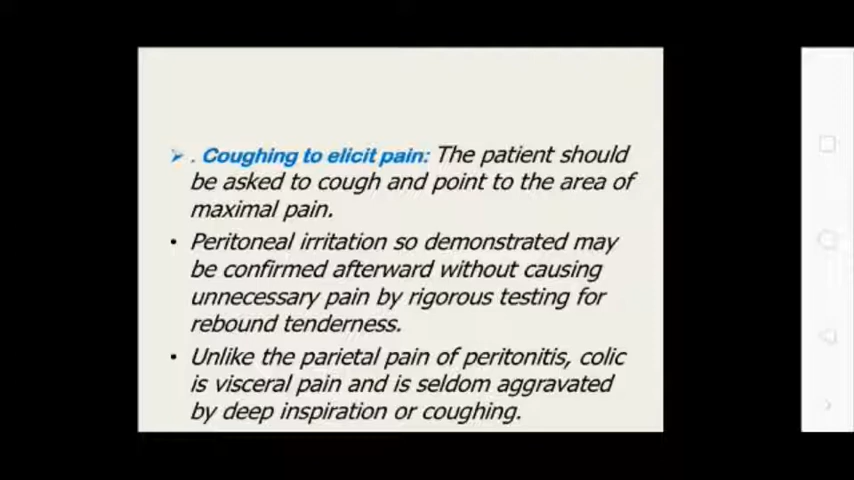 ➢ . Coughing to elicit pain: The patient should
be asked to cough and point to the area of
maximal pain.
• Peritoneal irritation so demonstrated may
be confirmed afterward without causing
unnecessary pain by rigorous testing for
rebound tenderness.
• Unlike the parietal pain of peritonitis, colic
is visceral pain and is seldom aggravated
by deep inspiration or coughing.